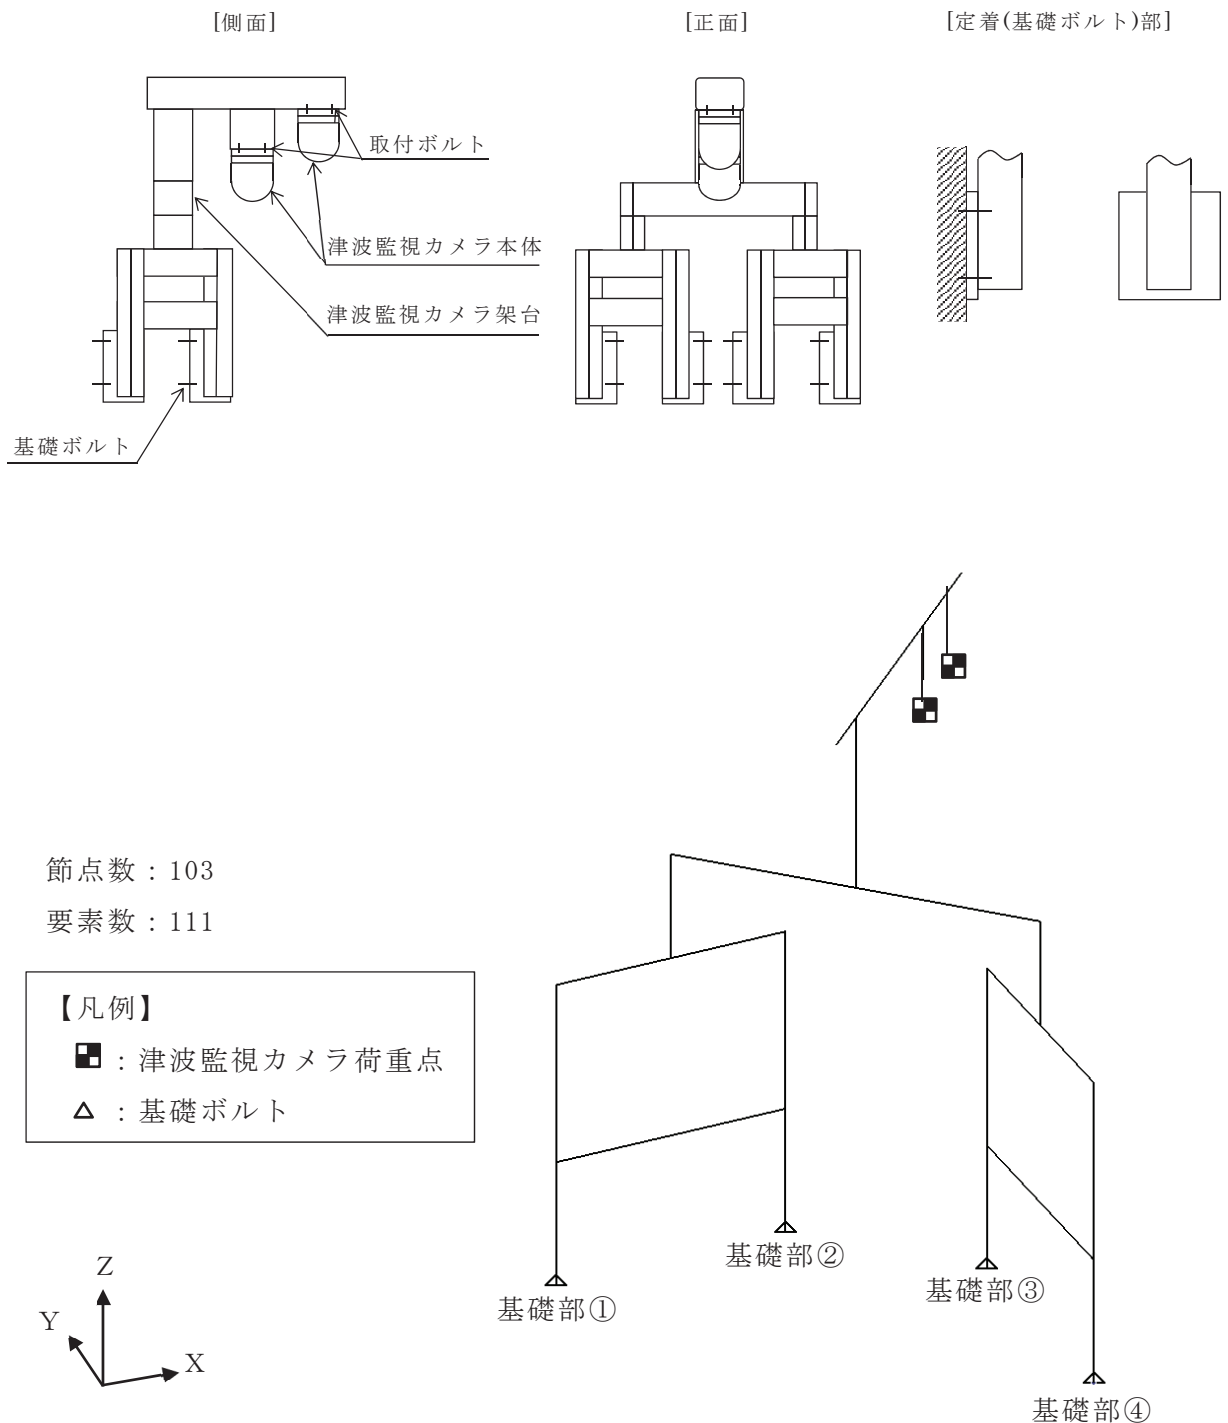 [側面]
[正面]
[定着(基礎ボルト)部]
取付ボルト
津波監視カメラ本体
津波監視カメラ架台
基礎ボルト
節点数：103
要素数：111
【凡例】
：津波監視カメラ荷重点
：基礎ボルト
基礎部②
基礎部③
基礎部①
基礎部④
Z
Y
X